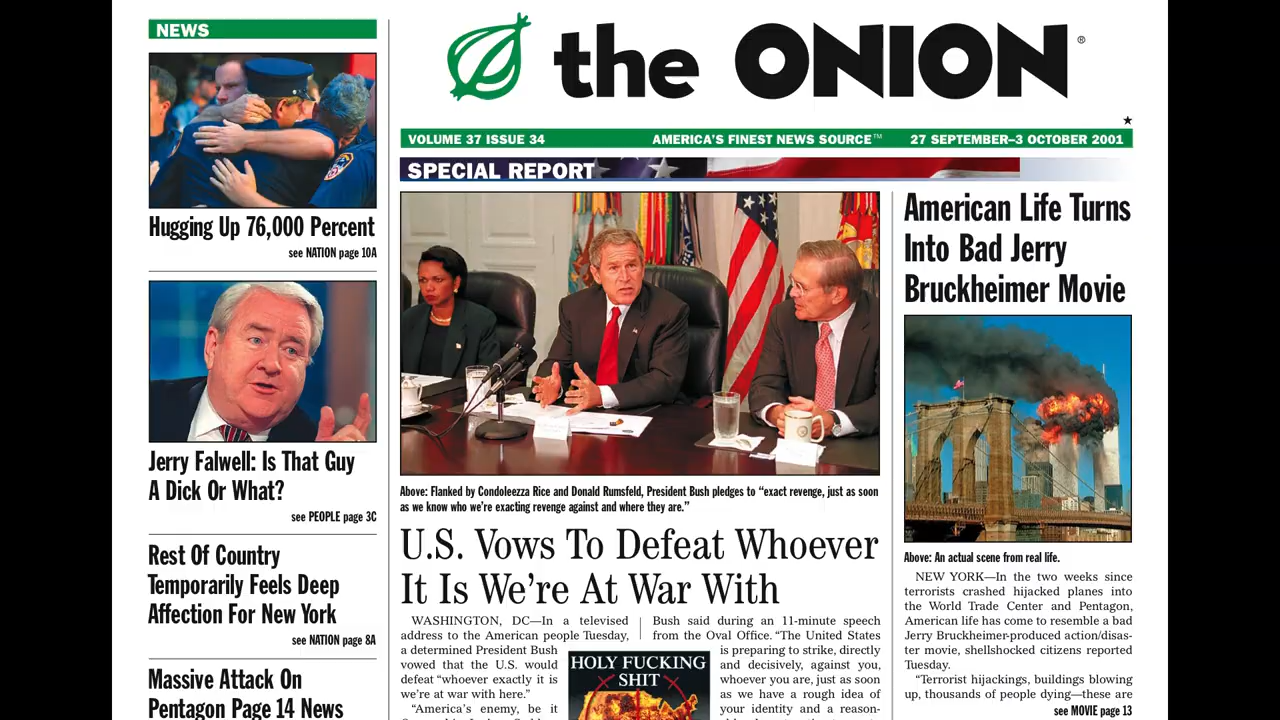 NEWS
Hugging Up 76,000 Percent
see NATION page 10A
Jerry Falwell: Is That Guy
A Dick Or What?
see PEOPLE page 3C
Rest Of Country
Temporarily Feels Deep
Affection For New York
see NATION page 8A
Massive Attack On
Pentagon Page 14 News
the ONION®
VOLUME 37 ISSUE 34
AMERICA'S FINEST NEWS SOURCE™
27 SEPTEMBER–3 OCTOBER 2001
SPECIAL REPORT
Above: Flanked by Condoleezza Rice and Donald Rumsfeld, President Bush pledges to “exact revenge, just as soon
as we know who we’re exacting revenge against and where they are.”
U.S. Vows To Defeat Whoever
It Is We’re At War With
WASHINGTON, DC—In a televised
address to the American people Tuesday,
a determined President Bush
vowed that the U.S. would
defeat “whoever exactly it is
we’re at war with here.”
“America’s enemy, be it
HOLY FUCKING
SHIT
Bush said during an 11-minute speech
from the Oval Office. “The United States
is preparing to strike, directly
and decisively, against you,
whoever you are, just as soon
as we have a rough idea of
your identity and a reason-
American Life Turns
Into Bad Jerry
Bruckheimer Movie
Above: An actual scene from real life.
NEW YORK—In the two weeks since
terrorists crashed hijacked planes into
the World Trade Center and Pentagon,
American life has come to resemble a bad
Jerry Bruckheimer-produced action/disas-
ter movie, shellshocked citizens reported
Tuesday.
“Terrorist hijackings, buildings blowing
up, thousands of people dying—these are
see MOVIE page 13